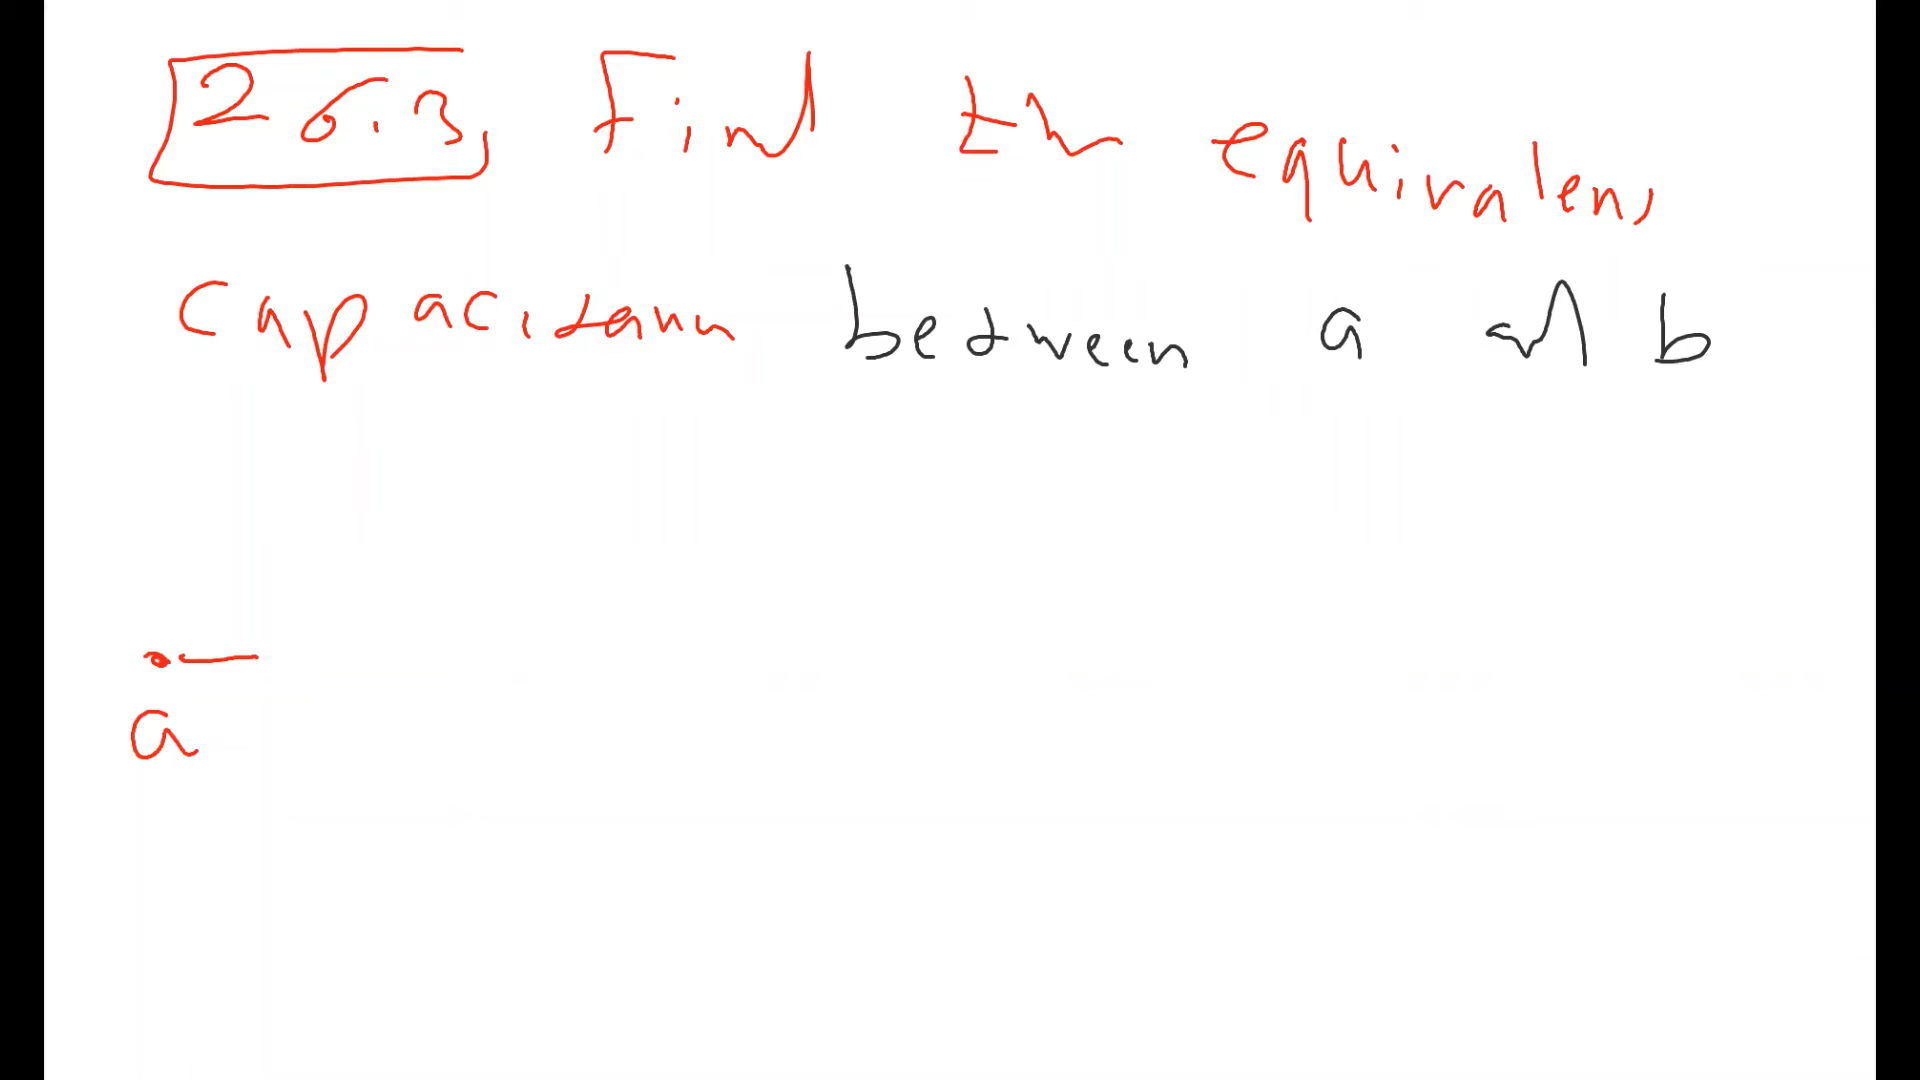 26.3, Find the equivalent
capacitance between a and b
a